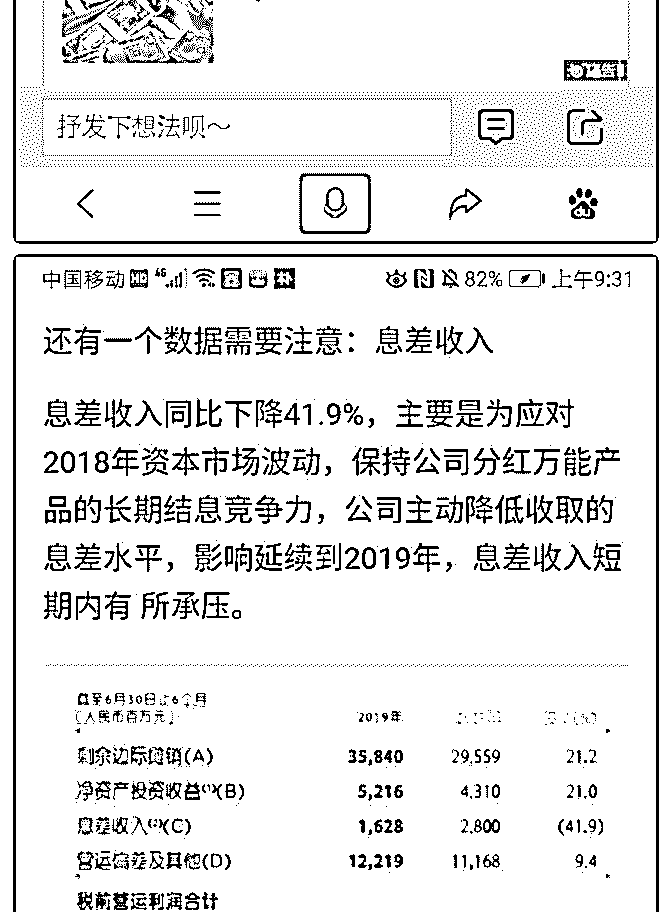 抒发下想法呗～
中国移动 82% 上午9:31
还有一个数据需要注意：息差收入
息差收入同比下降41.9%，主要是为应对
2018年资本市场波动，保持公司分红万能产
品的长期结息竞争力，公司主动降低收取的
息差水平，影响延续到2019年，息差收入短
期内有 所承压。
截至6月30日止6个月
（人民币百万元） 2019年
剩余边际摊销(A) 35,840 29,559 21.2
净资产投资收益(1)(B) 5,216 4,310 21.0
息差收入(2)(C) 1,628 2,800 (41.9)
营运偏差及其他(D) 12,219 11,168 9.4
税前营运利润合计